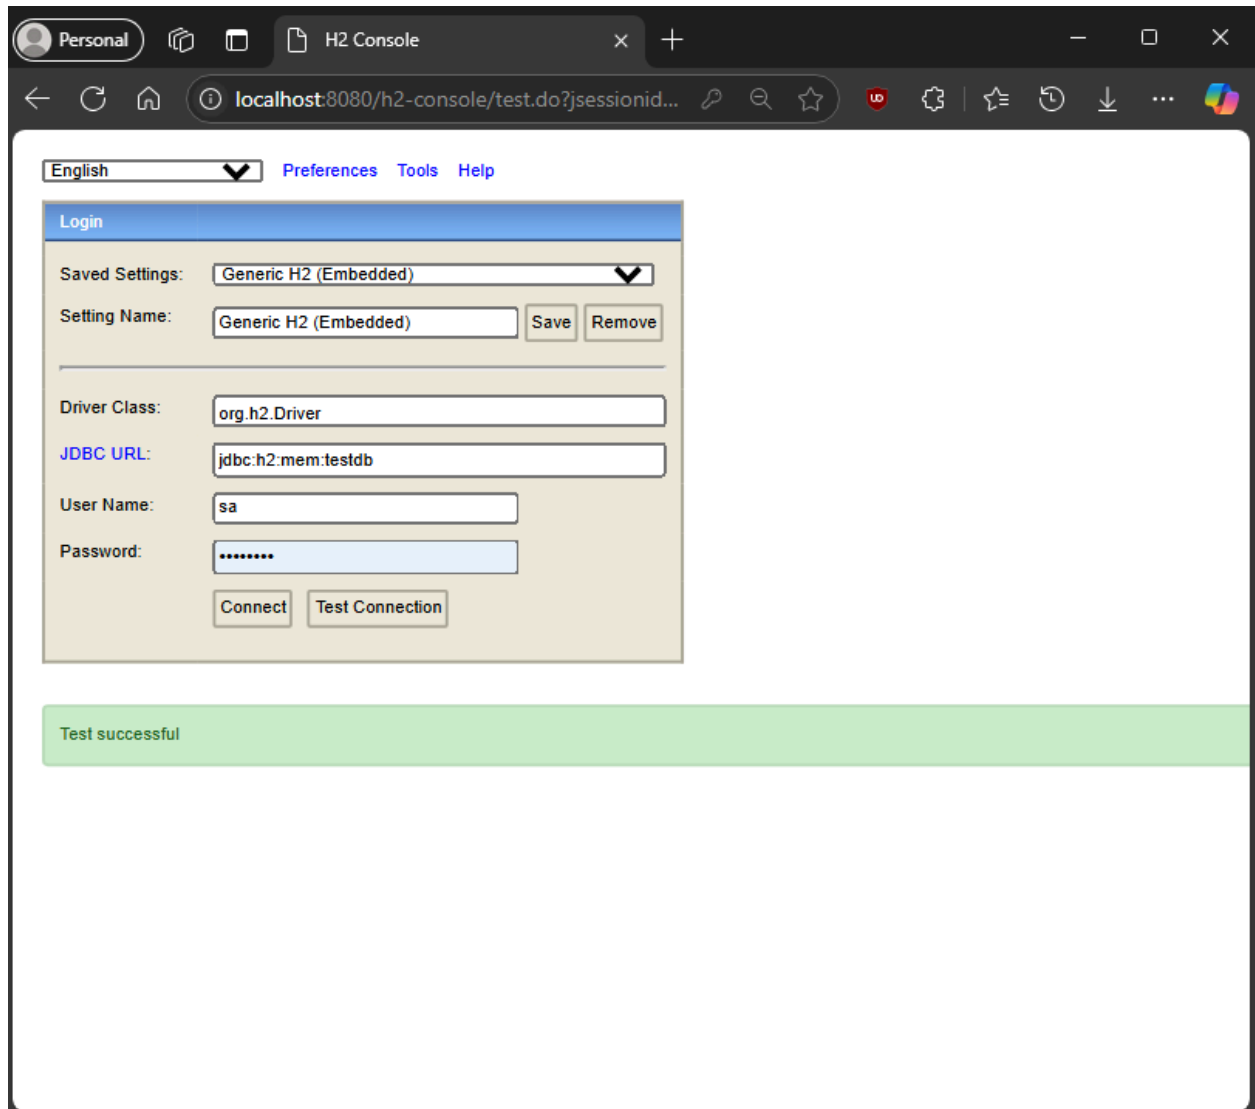 Personal
H2 Console
localhost:8080/h2-console/test.do?jsessionid...
English Preferences Tools Help
Login
Saved Settings: Generic H2 (Embedded)
Setting Name: Generic H2 (Embedded) Save Remove
Driver Class: org.h2.Driver
JDBC URL: jdbc:h2:mem:testdb
User Name: sa
Password: ••••••••
Connect Test Connection
Test successful